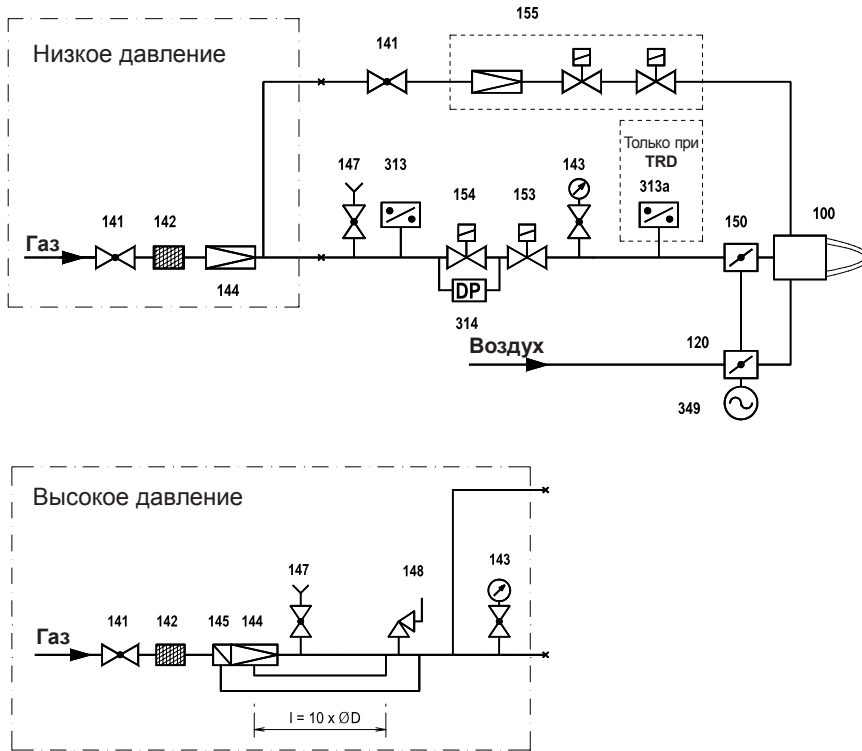 155
Низкое давление
141
Только при
TRD
147
313
154
153
143
313a
150
100
141
142
Газ
144
DP
314
Воздух
120
349
Высокое давление
147
148
143
141
142
145
144
Газ
l = 10 x ØD